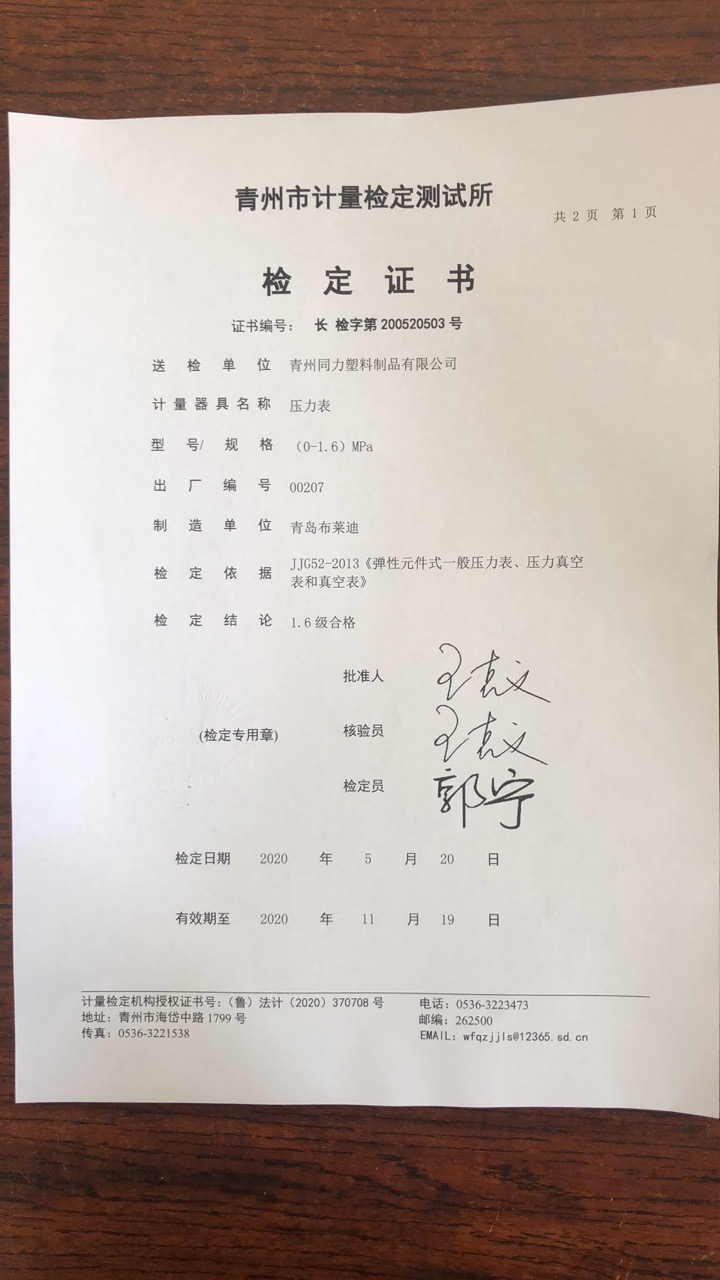 青州市计量检定测试所
共 2 页 第 1 页
检 定 证 书
证书编号： 长 检字第 200520503 号
送 检 单 位 青州同力塑料制品有限公司
计 量 器 具 名 称 压力表
型 号/ 规 格 （0-1.6）MPa
出 厂 编 号 00207
制 造 单 位 青岛布莱迪
检 定 依 据 JJG52-2013《弹性元件式一般压力表、压力真空
表和真空表》
检 定 结 论 1.6 级合格
批准人
(检定专用章) 核验员
检定员 郭宁
检定日期 2020 年 5 月 20 日
有效期至 2020 年 11 月 19 日
计量检定机构授权证书号：（鲁）法计（2020）370708 号 电话：0536-3223473
地址：青州市海岱中路 1799 号 邮编：262500
传真：0536-3221538 EMAIL：wfqzjjls@12365.sd.cn